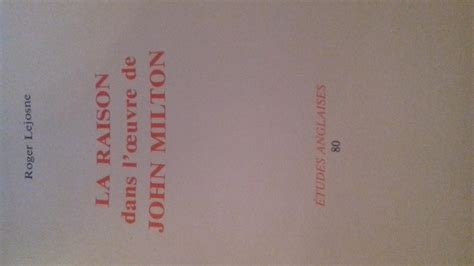 Roger Lejosne
LA RAISON
dans l'œuvre de
JOHN MILTON
ÉTUDES ANGLAISES
80